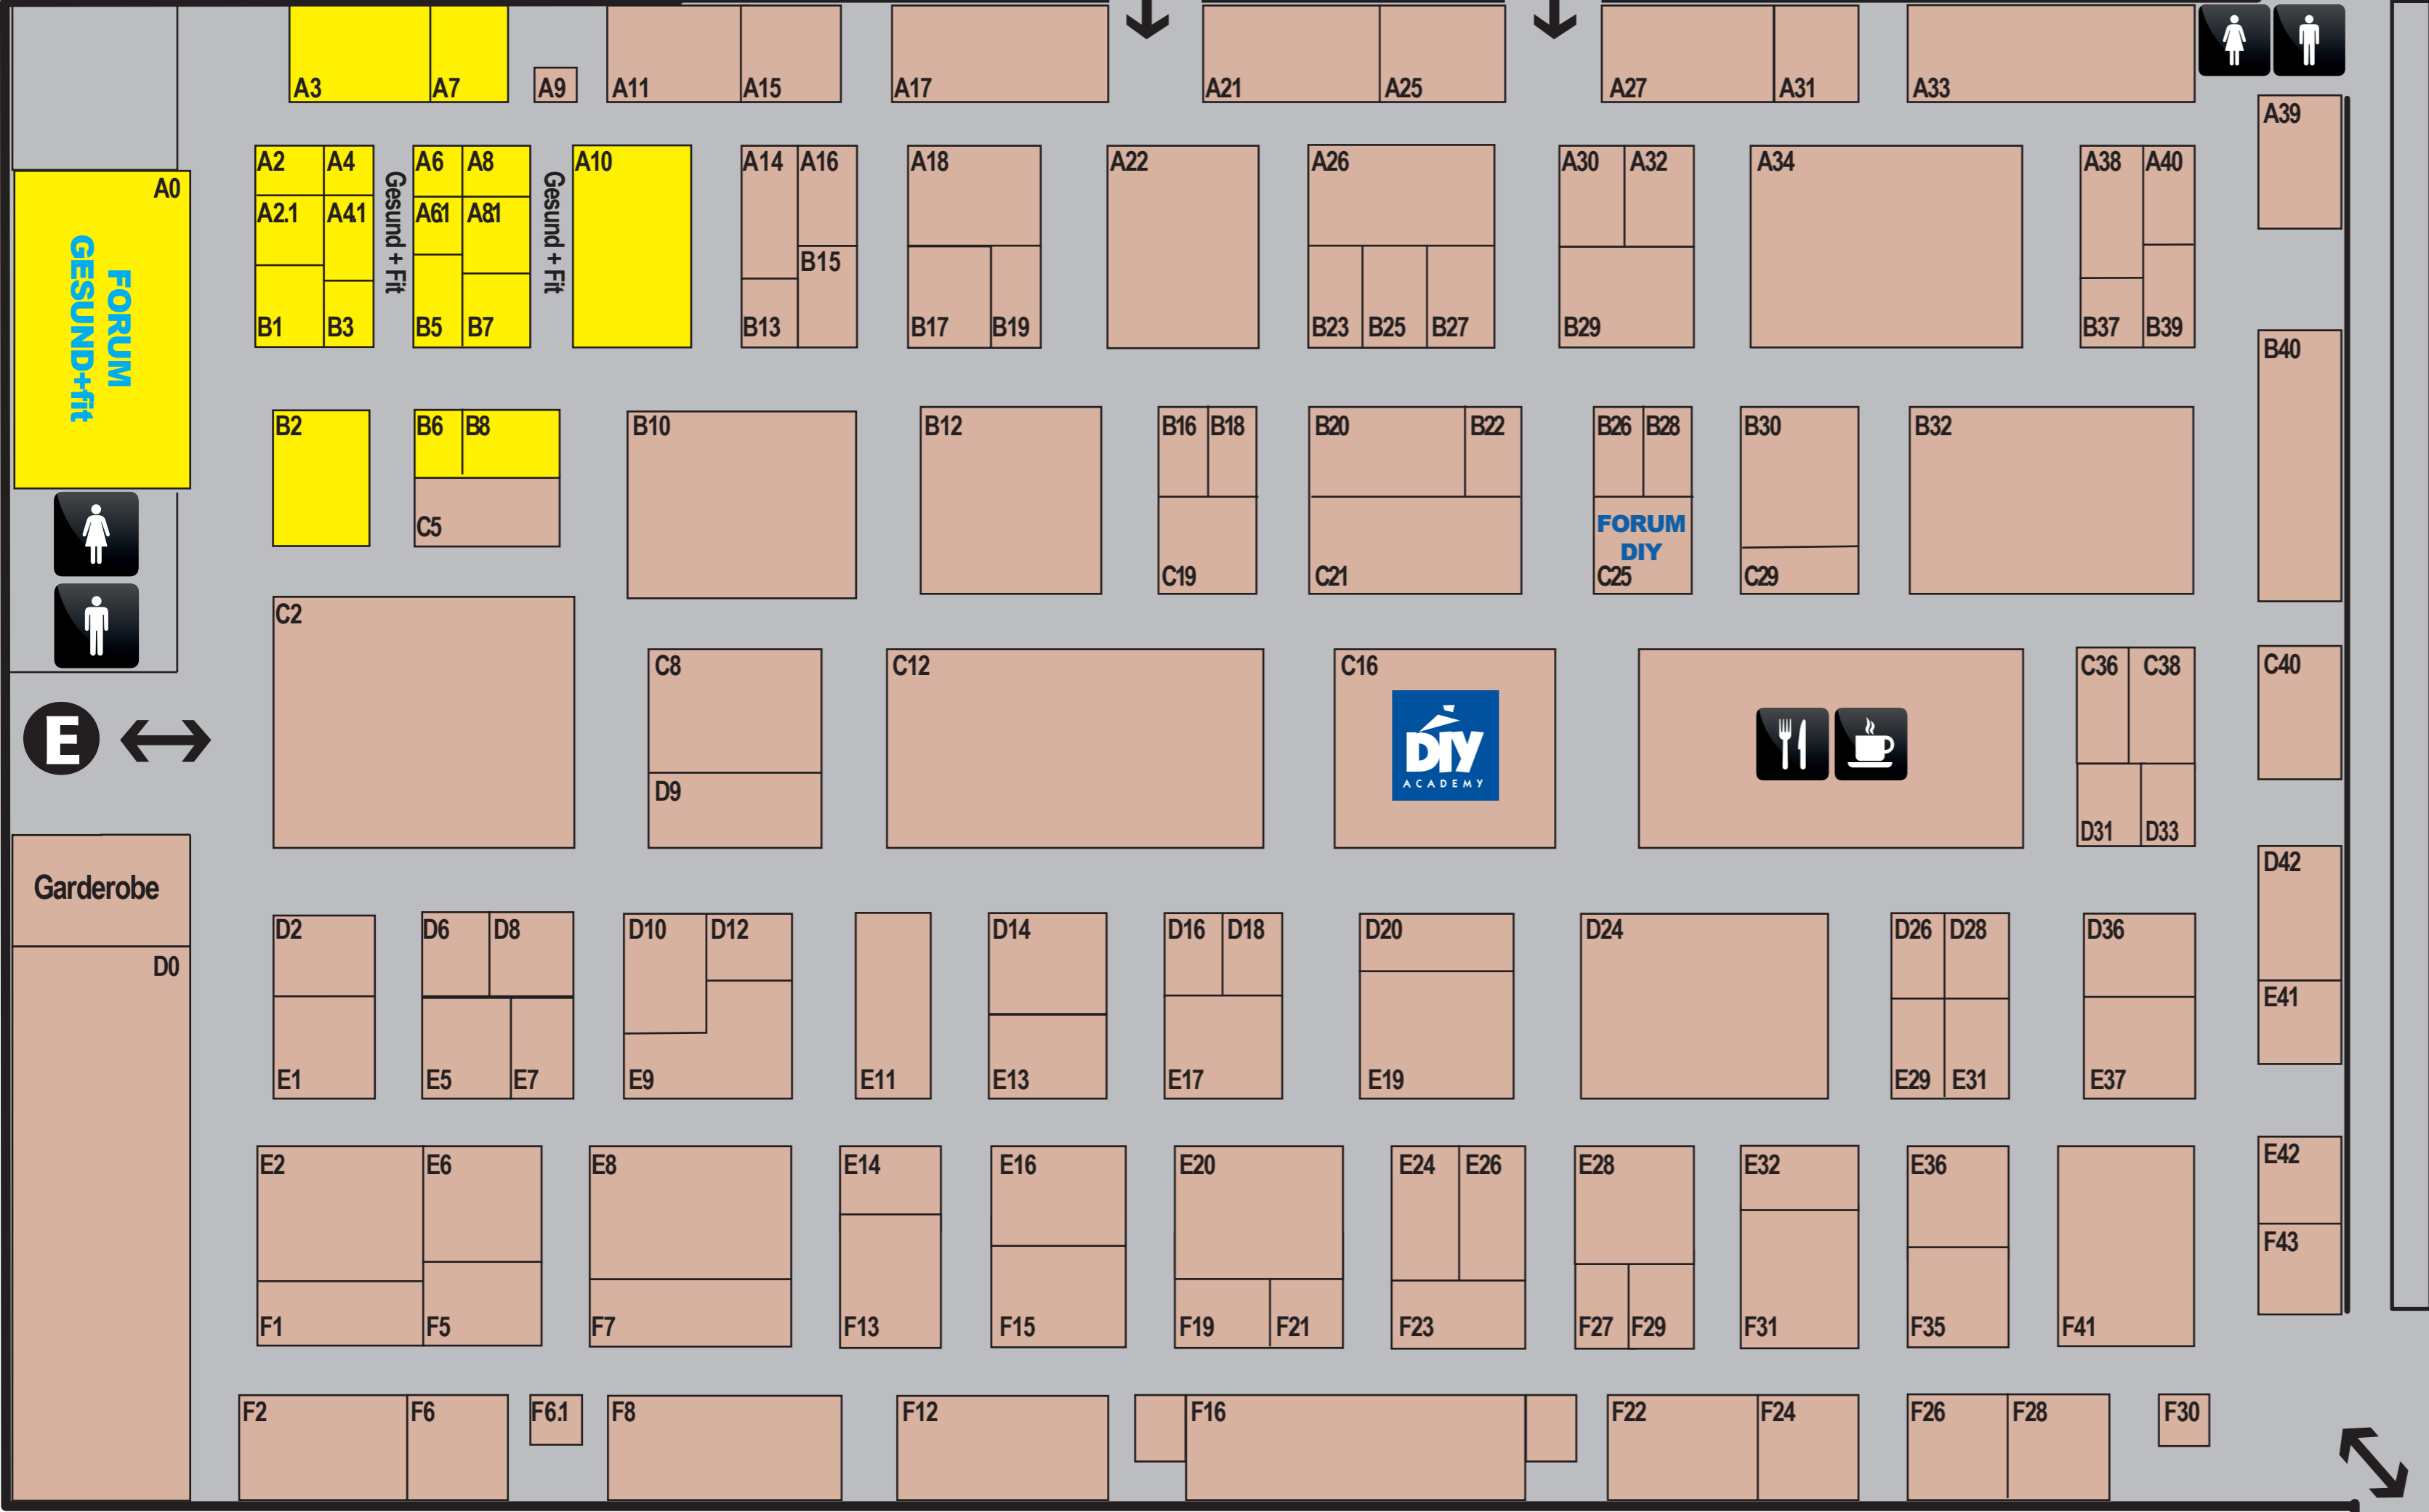 A3 A7 A9 A11 A15 A17 A21 A25 A27 A31 A33
A39
A0
FORUM
GESUND+fit
A2 A4 A6 A8 A10 A14 A16 A18 A22 A26 A30 A32 A34 A38 A40
Gesund + Fit
Gesund + Fit
A2.1 A4.1 A6.1 A8.1
B15
B1 B3 B5 B7 B13 B17 B19 B23 B25 B27 B29 B37 B39
B40
B2 B6 B8 B10 B12 B16 B18 B20 B22 B26 B28 B30 B32
C5
FORUM
DIY
C19 C21 C25 C29
C2
C8 C12 C16 C36 C38 C40
E
DIY
ACADEMY
D9
D31 D33
Garderobe
D42
D0
D2 D6 D8 D10 D12 D14 D16 D18 D20 D24 D26 D28 D36
E41
E1 E5 E7 E9 E11 E13 E17 E19 E29 E31 E37
E2 E6 E8 E14 E16 E20 E24 E26 E28 E32 E36 E42
F43
F1 F5 F7 F13 F15 F19 F21 F23 F27 F29 F31 F35 F41
F2 F6 F6.1 F8 F12 F16 F22 F24 F26 F28 F30